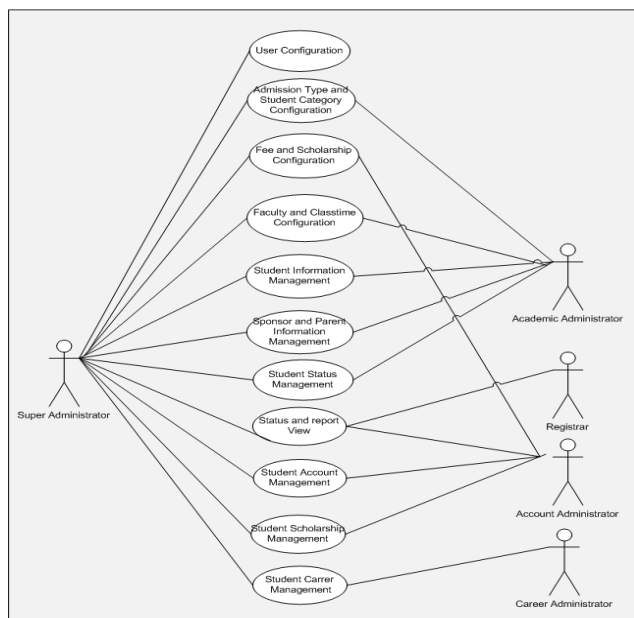 User Configuration
Admission Type and
Student Category
Configuration
Fee and Scholarship
Configuration
Faculty and Classtime
Configuration
Student Information
Management
Sponsor and Parent
Information
Management
Student Status
Management
Status and report
View
Student Account
Management
Student Scholarship
Management
Student Carrer
Management
Super Administrator
Academic Administrator
Registrar
Account Administrator
Career Administrator